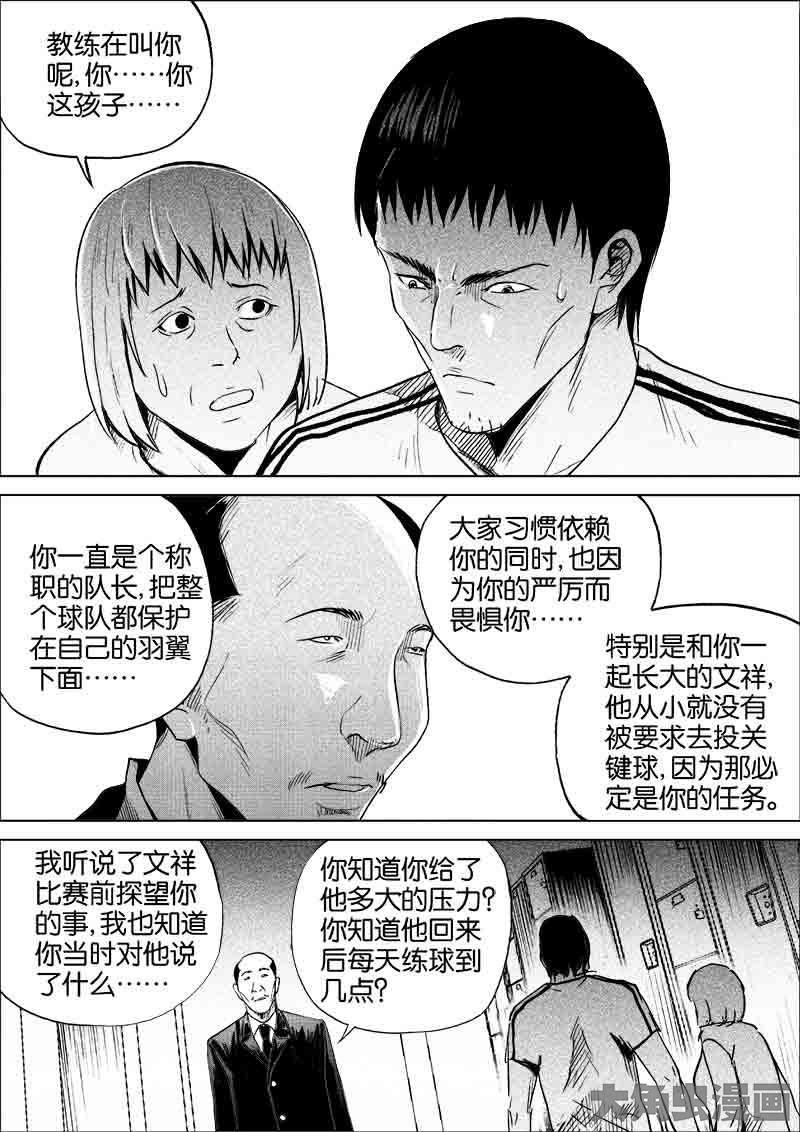 教练在叫你
呢,你……你
这孩子……
你一直是个称
职的队长,把整
个球队都保护
在自己的羽翼
下面……
大家习惯依赖
你的同时,也因
为你的严厉而
畏惧你……
特别是和你一
起长大的文祥,
他从小就没有
被要求去投关
键球,因为那必
定是你的任务。
我听说了文祥
比赛前探望你
的事,我也知道
你当时对他说
了什么……
你知道你给了
他多大的压力?
你知道他回来
后每天练球到
几点?
大角虫漫画